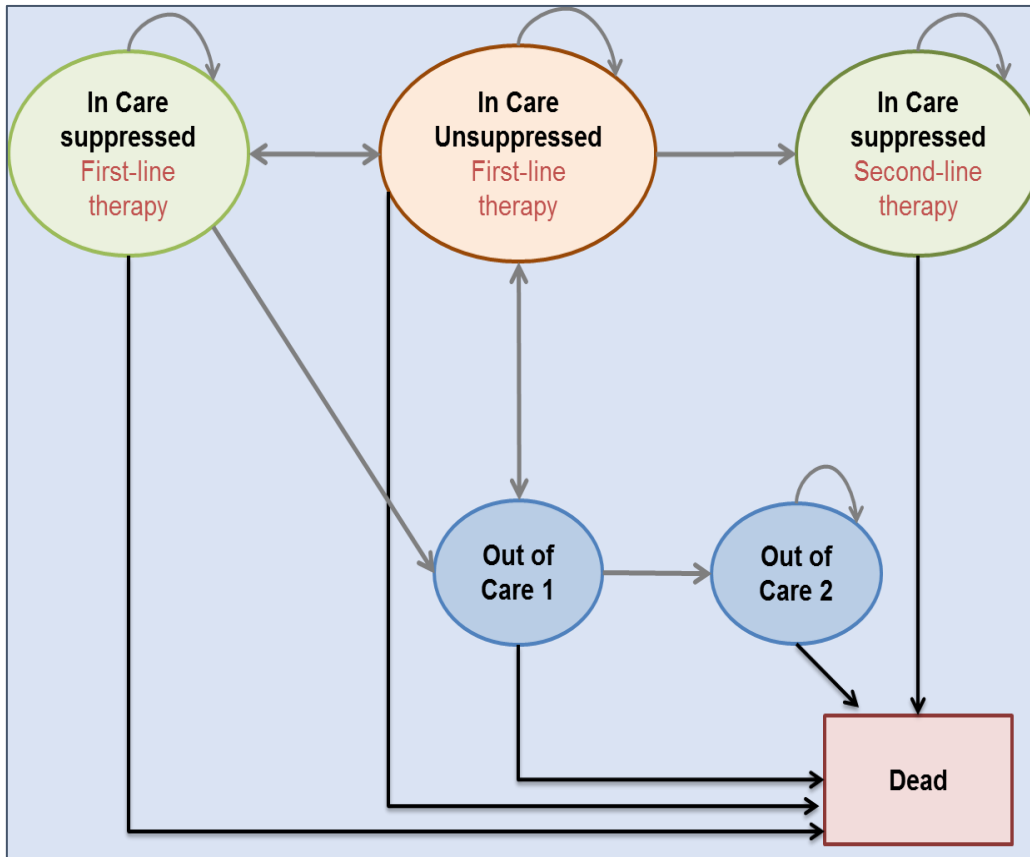 In Care
suppressed
First-line
therapy
In Care
Unsuppressed
First-line
therapy
In Care
suppressed
Second-line
therapy
Out of
Care 1
Out of
Care 2
Dead